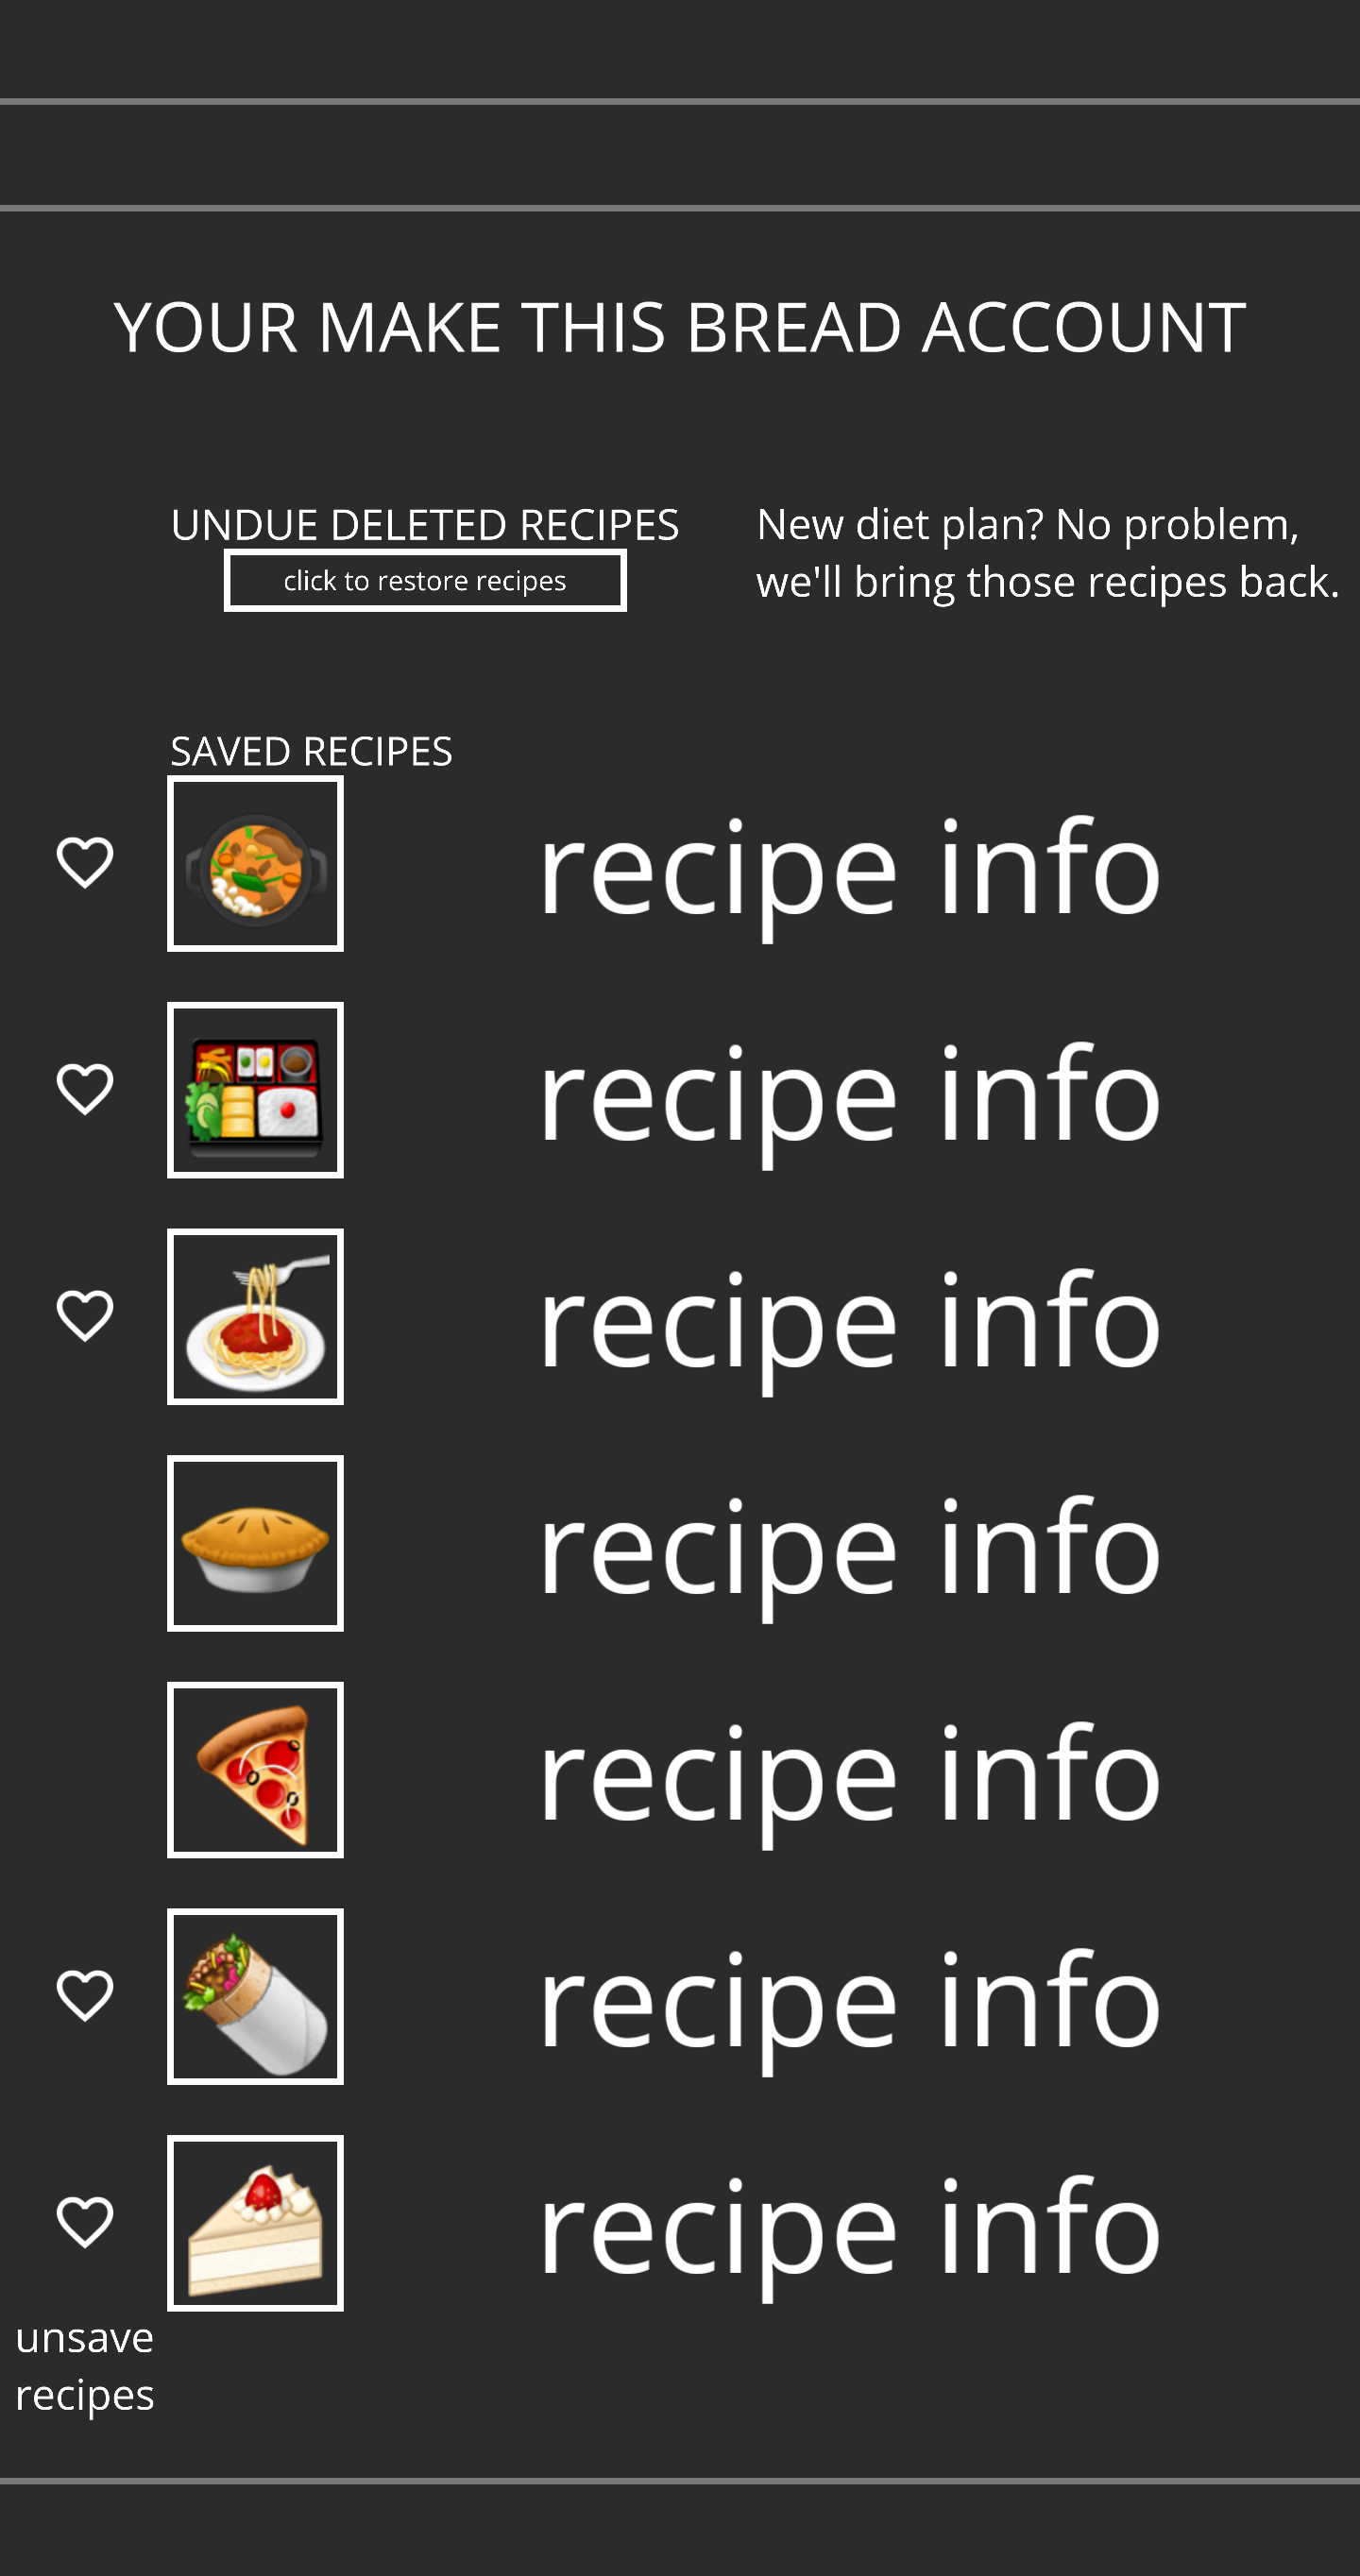 YOUR MAKE THIS BREAD ACCOUNT
UNDUE DELETED RECIPES
click to restore recipes
New diet plan? No problem,
we'll bring those recipes back.
SAVED RECIPES
recipe info
recipe info
recipe info
recipe info
recipe info
recipe info
recipe info
unsave
recipes